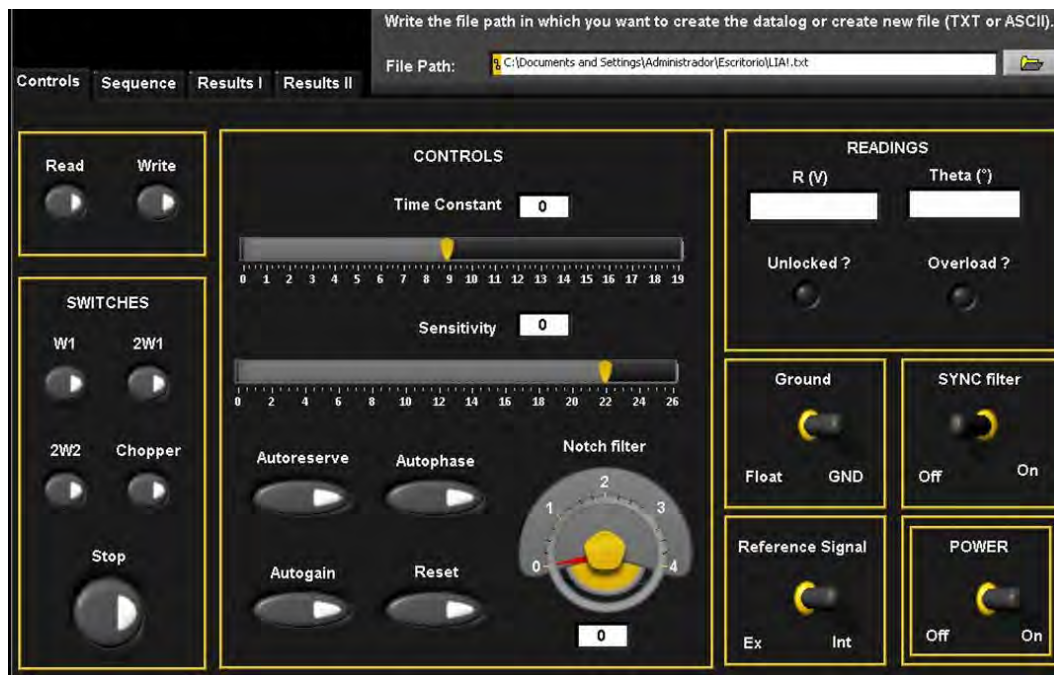 Write the file path in which you want to create the datalog or create new file (TXT or ASCII).
File Path:
C:\Documents and Settings\Administrador\Escritorio\LIA!.txt
Controls Sequence Results I Results II
Read Write
SWITCHES
W1 2W1
2W2 Chopper
Stop
CONTROLS
Time Constant 0
0 1 2 3 4 5 6 7 8 9 10 11 12 13 14 15 16 17 18 19
Sensitivity 0
0 2 4 6 8 10 12 14 16 18 20 22 24 26
Autoreserve Autophase
Autogain Reset
Notch filter
0 1 2 3 4
0
READINGS
R (V) Theta (°)
Unlocked ? Overload ?
Ground
Float GND
SYNC filter
Off On
Reference Signal
Ex Int
POWER
Off On